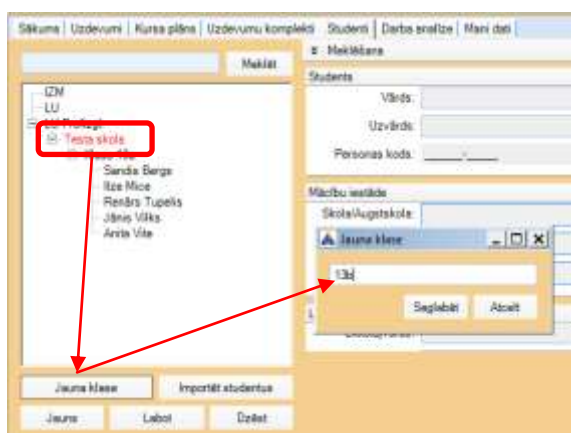 Sākums Uzdevumi Kursa plāns Uzdevumu komplekti Studenti Darba analīze Mani dati
Meklēšana
Meklēt
Students
IZM
LU
Vārds:
Testa skola
Uzvārds:
Sandis Bergs
Personas kods:
Ilze Mice
Renārs Tupelis
Mācību iestāde
Jānis Vilks
Skola/Augstskola:
Anita Vite
Jauna klase
13b
Saglabāt Atcelt
Jauna klase Importēt studentus
Jauns Labot Dzēst